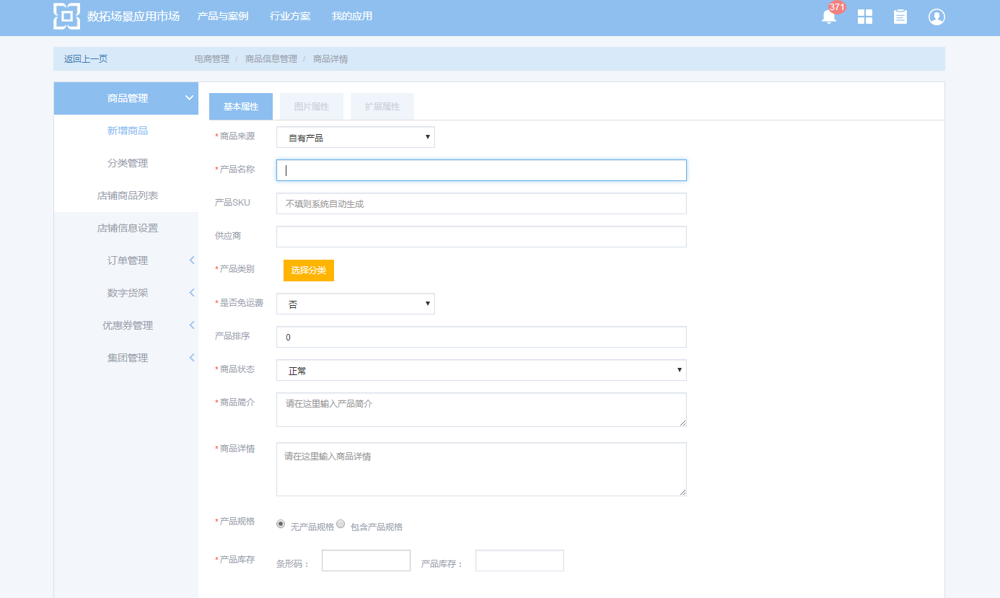 数拓场景应用市场 产品与案例 行业方案 我的应用 371
返回上一页 电商管理 / 商品信息管理 / 商品详情
商品管理
新增商品
分类管理
店铺商品列表
店铺信息设置
订单管理
数字货架
优惠券管理
集团管理
基本属性 图片属性 扩展属性
*商品来源 自有产品
*产品名称
产品SKU 不填则系统自动生成
供应商
*产品类别 选择分类
*是否免运费 否
产品排序 0
*商品状态 正常
*商品简介 请在这里输入产品简介
*商品详情 请在这里输入商品详情
*产品规格 无产品规格 包含产品规格
*产品库存 条形码： 产品库存：